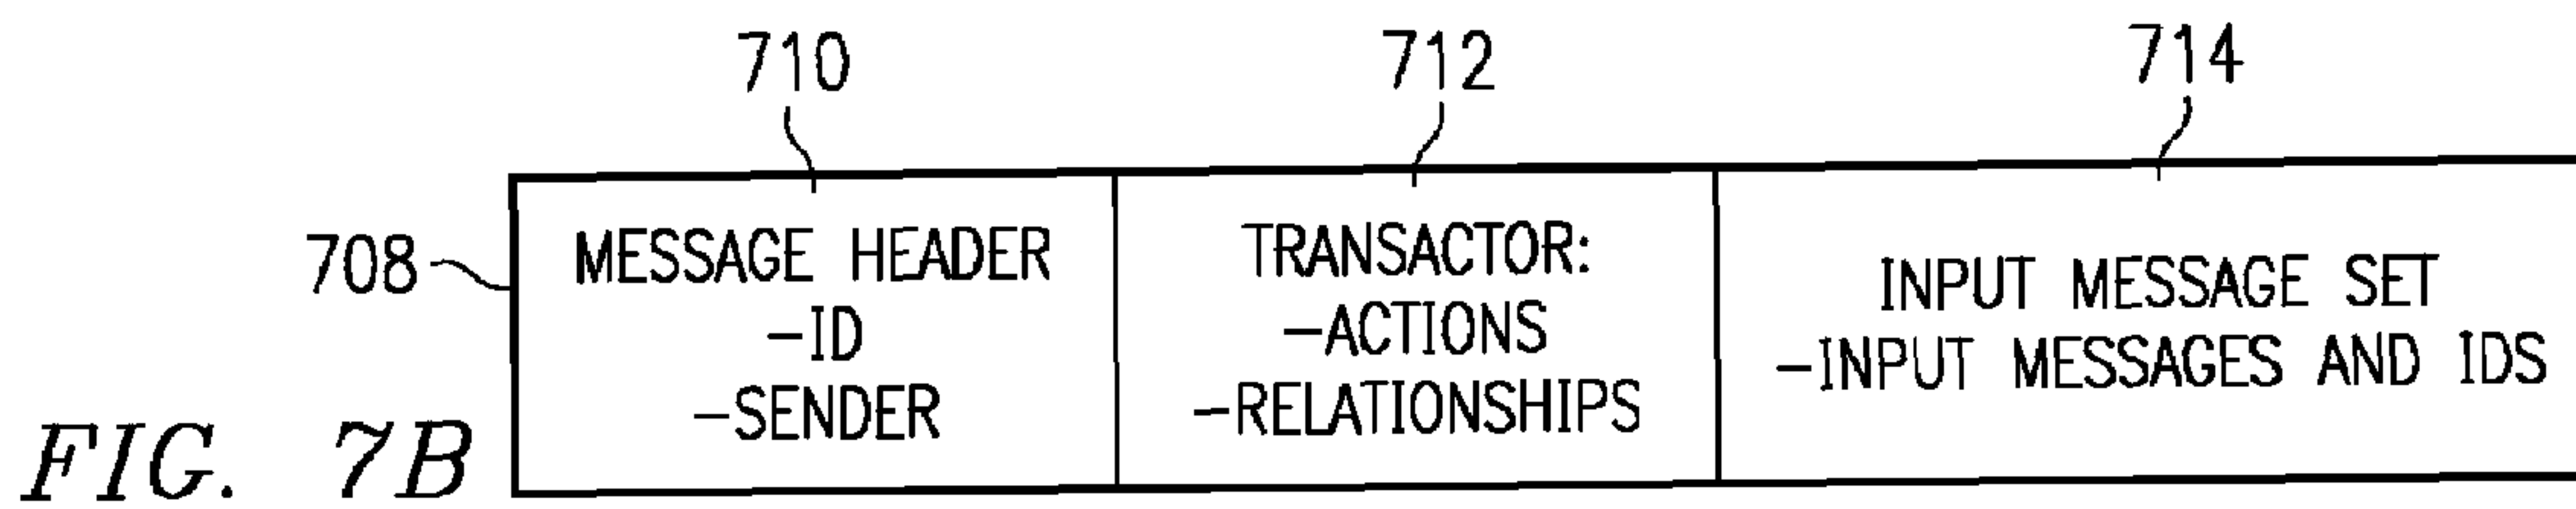 710
712
714
708
MESSAGE HEADER
-ID
-SENDER
TRANSACTOR:
-ACTIONS
-RELATIONSHIPS
INPUT MESSAGE SET
-INPUT MESSAGES AND IDS
FIG. 7B